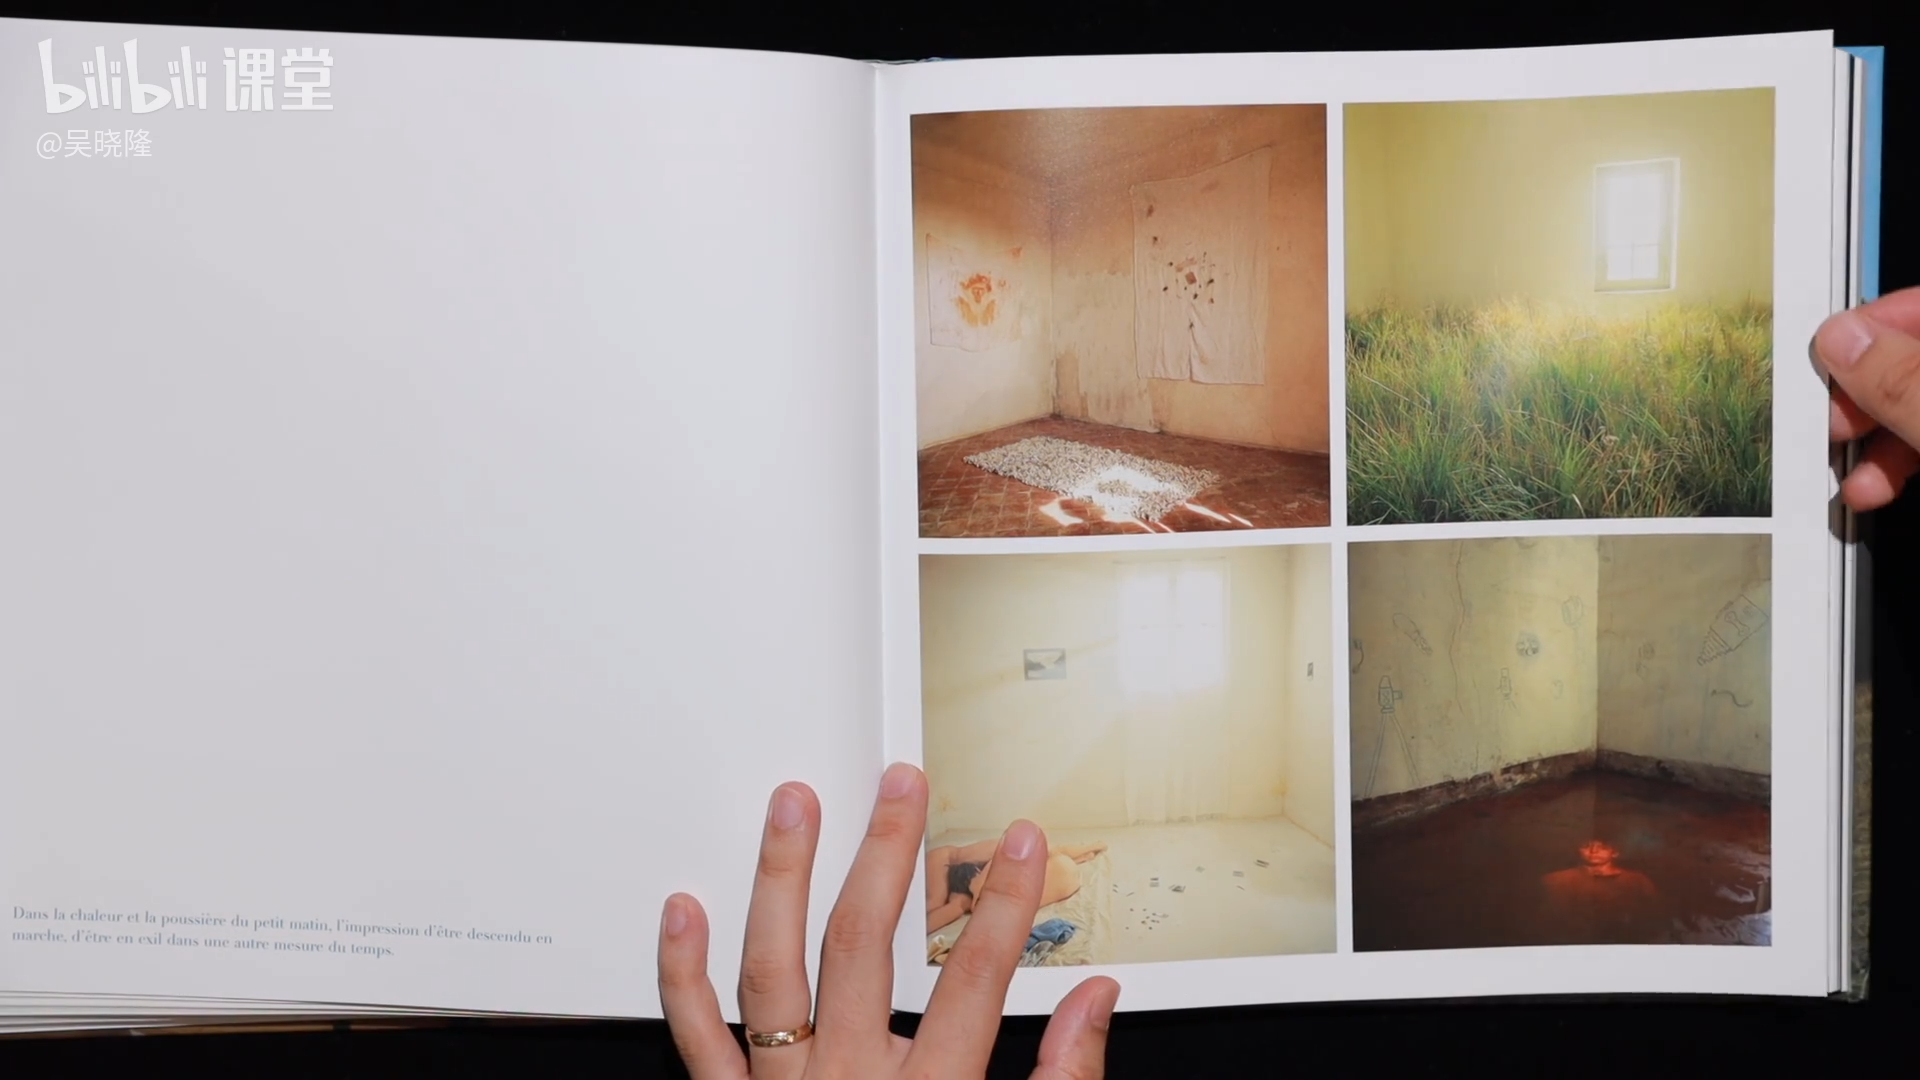 bilibili 课堂
@吴晓隆
Dans la chaleur et la poussière du petit matin, l'impression d'être descendu en
marche, d'être en exil dans une autre mesure du temps.